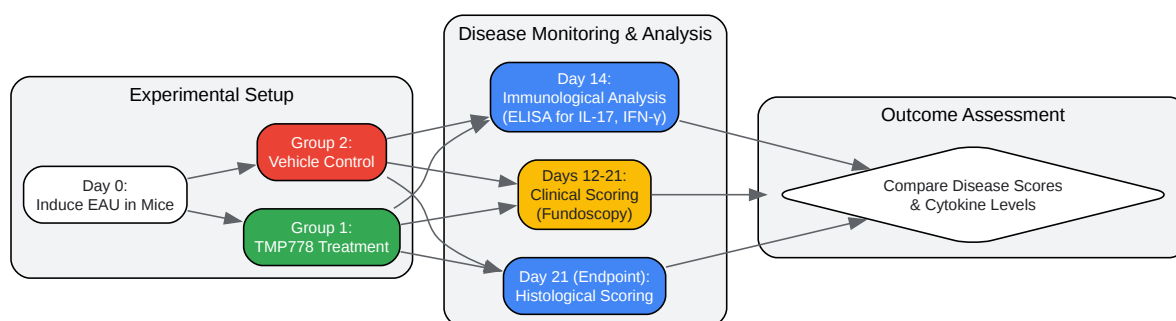 Experimental Setup
Day 0:
Induce EAU in Mice
Group 2:
Vehicle Control
Group 1:
TMP778 Treatment
Disease Monitoring & Analysis
Day 14:
Immunological Analysis
(ELISA for IL-17, IFN-γ)
Days 12-21:
Clinical Scoring
(Fundoscopy)
Day 21 (Endpoint):
Histological Scoring
Outcome Assessment
Compare Disease Scores
& Cytokine Levels